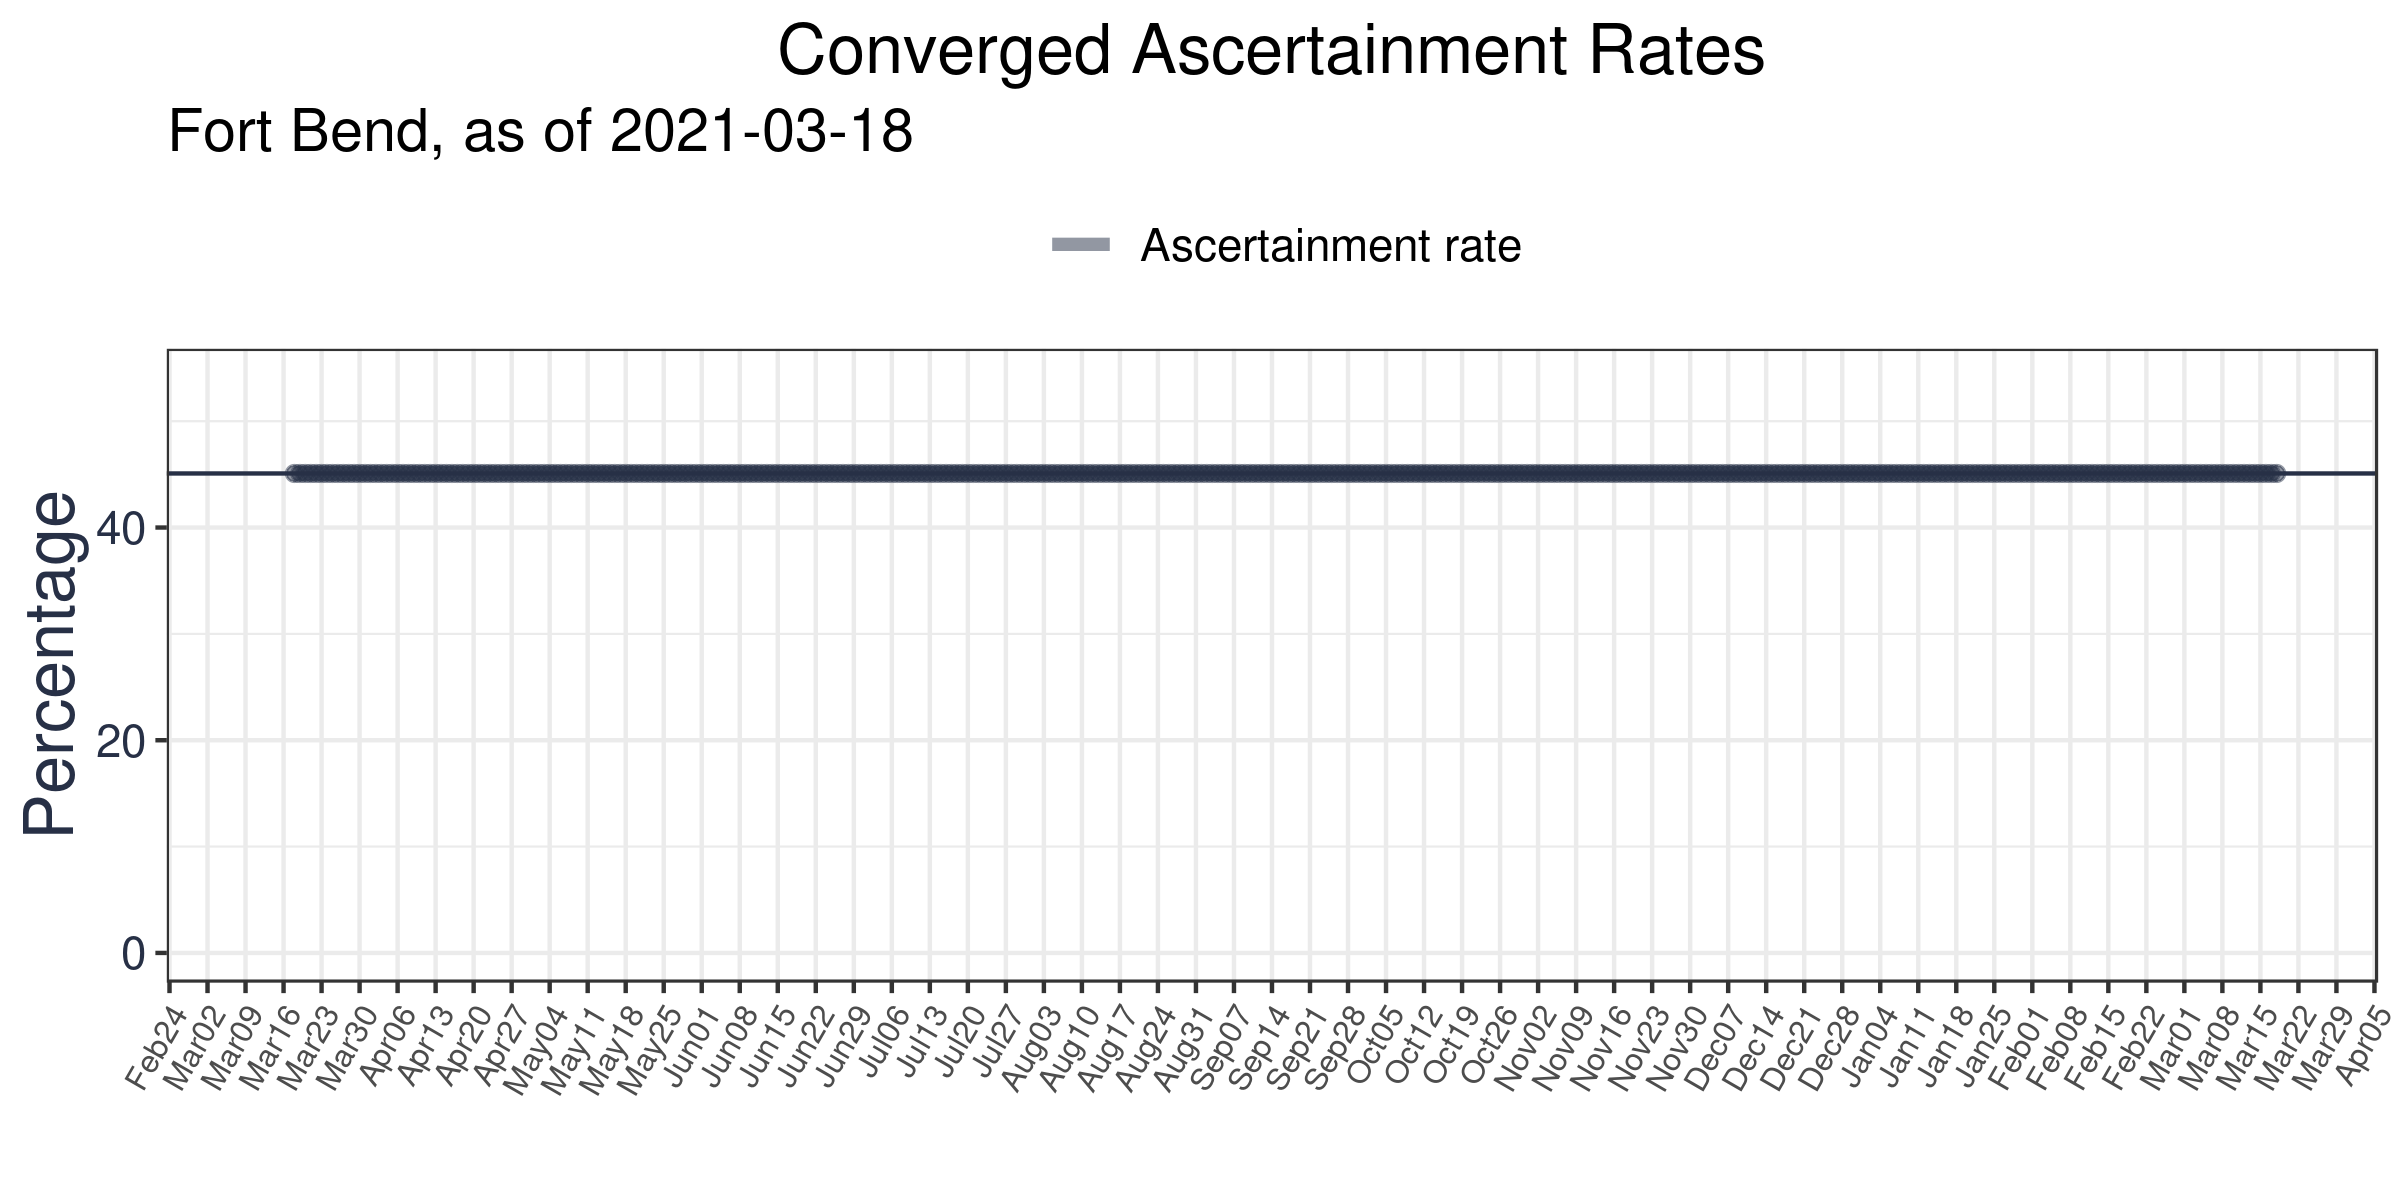 Converged Ascertainment Rates
Fort Bend, as of 2021-03-18
Ascertainment rate
Percentage
40
20
0
Feb24
Mar02
Mar09
Mar16
Mar23
Mar30
Apr06
Apr13
Apr20
Apr27
May04
May11
May18
May25
Jun01
Jun08
Jun15
Jun22
Jun29
Jul06
Jul13
Jul20
Jul27
Aug03
Aug10
Aug17
Aug24
Aug31
Sep07
Sep14
Sep21
Sep28
Oct05
Oct12
Oct19
Oct26
Nov02
Nov09
Nov16
Nov23
Nov30
Dec07
Dec14
Dec21
Dec28
Jan04
Jan11
Jan18
Jan25
Feb01
Feb08
Feb15
Feb22
Mar01
Mar08
Mar15
Mar22
Mar29
Apr05